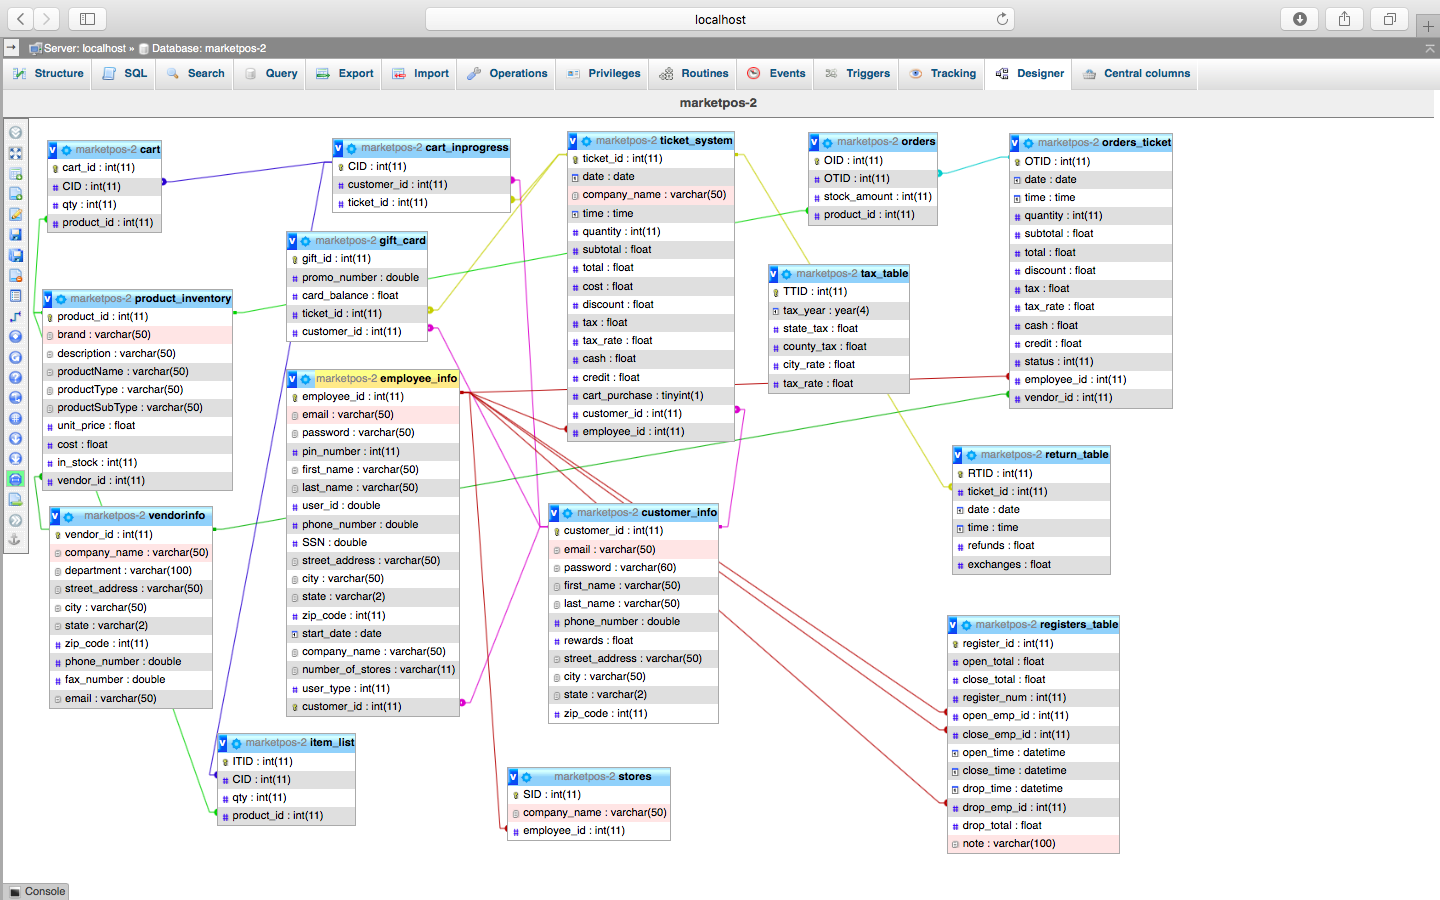 localhost
Server: localhost » Database: marketpos-2
Structure SQL Search Query Export Import Operations Privileges Routines Events Triggers Tracking Designer Central columns
marketpos-2
v marketpos-2 cart
cart_id : int(11)
CID : int(11)
qty : int(11)
product_id : int(11)
v marketpos-2 cart_inprogress
CID : int(11)
customer_id : int(11)
ticket_id : int(11)
v marketpos-2 ticket_system
ticket_id : int(11)
date : date
company_name : varchar(50)
time : time
quantity : int(11)
subtotal : float
total : float
cost : float
discount : float
tax : float
tax_rate : float
cash : float
credit : float
cart_purchase : tinyint(1)
customer_id : int(11)
employee_id : int(11)
v marketpos-2 orders
OID : int(11)
OTID : int(11)
stock_amount : int(11)
product_id : int(11)
v marketpos-2 orders_ticket
OTID : int(11)
date : date
time : time
quantity : int(11)
subtotal : float
total : float
discount : float
tax : float
tax_rate : float
cash : float
credit : float
status : int(11)
employee_id : int(11)
vendor_id : int(11)
v marketpos-2 gift_card
gift_id : int(11)
promo_number : double
card_balance : float
ticket_id : int(11)
customer_id : int(11)
v marketpos-2 tax_table
TTID : int(11)
tax_year : year(4)
state_tax : float
county_tax : float
city_rate : float
tax_rate : float
v marketpos-2 product_inventory
product_id : int(11)
brand : varchar(50)
description : varchar(50)
productName : varchar(50)
productType : varchar(50)
productSubType : varchar(50)
unit_price : float
cost : float
in_stock : int(11)
vendor_id : int(11)
v marketpos-2 employee_info
employee_id : int(11)
email : varchar(50)
password : varchar(50)
pin_number : int(11)
first_name : varchar(50)
last_name : varchar(50)
user_id : double
phone_number : double
SSN : double
street_address : varchar(50)
city : varchar(50)
state : varchar(2)
zip_code : int(11)
start_date : date
company_name : varchar(50)
number_of_stores : varchar(11)
user_type : int(11)
customer_id : int(11)
v marketpos-2 return_table
RTID : int(11)
ticket_id : int(11)
date : date
time : time
refunds : float
exchanges : float
v marketpos-2 vendorinfo
vendor_id : int(11)
company_name : varchar(50)
department : varchar(100)
street_address : varchar(50)
city : varchar(50)
state : varchar(2)
zip_code : int(11)
phone_number : double
fax_number : double
email : varchar(50)
v marketpos-2 customer_info
customer_id : int(11)
email : varchar(50)
password : varchar(60)
first_name : varchar(50)
last_name : varchar(50)
phone_number : double
rewards : float
street_address : varchar(50)
city : varchar(50)
state : varchar(2)
zip_code : int(11)
v marketpos-2 registers_table
register_id : int(11)
open_total : float
close_total : float
register_num : int(11)
open_emp_id : int(11)
close_emp_id : int(11)
open_time : datetime
close_time : datetime
drop_time : datetime
drop_emp_id : int(11)
drop_total : float
note : varchar(100)
v marketpos-2 item_list
ITID : int(11)
CID : int(11)
qty : int(11)
product_id : int(11)
v marketpos-2 stores
SID : int(11)
company_name : varchar(50)
employee_id : int(11)
Console